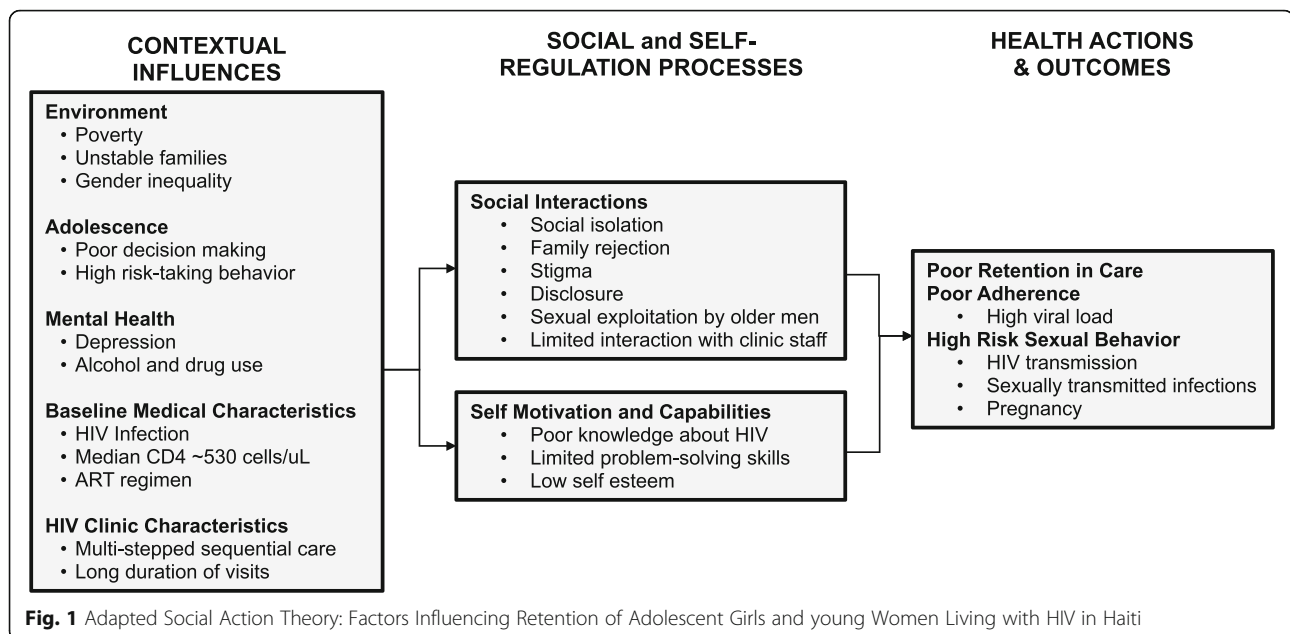 CONTEXTUAL
INFLUENCES
Environment
• Poverty
• Unstable families
• Gender inequality
Adolescence
• Poor decision making
• High risk-taking behavior
Mental Health
• Depression
• Alcohol and drug use
Baseline Medical Characteristics
• HIV Infection
• Median CD4 ~530 cells/uL
• ART regimen
HIV Clinic Characteristics
• Multi-stepped sequential care
• Long duration of visits
SOCIAL and SELF-
REGULATION PROCESSES
Social Interactions
• Social isolation
• Family rejection
• Stigma
• Disclosure
• Sexual exploitation by older men
• Limited interaction with clinic staff
Self Motivation and Capabilities
• Poor knowledge about HIV
• Limited problem-solving skills
• Low self esteem
HEALTH ACTIONS
& OUTCOMES
Poor Retention in Care
Poor Adherence
• High viral load
High Risk Sexual Behavior
• HIV transmission
• Sexually transmitted infections
• Pregnancy
Fig. 1 Adapted Social Action Theory: Factors Influencing Retention of Adolescent Girls and young Women Living with HIV in Haiti